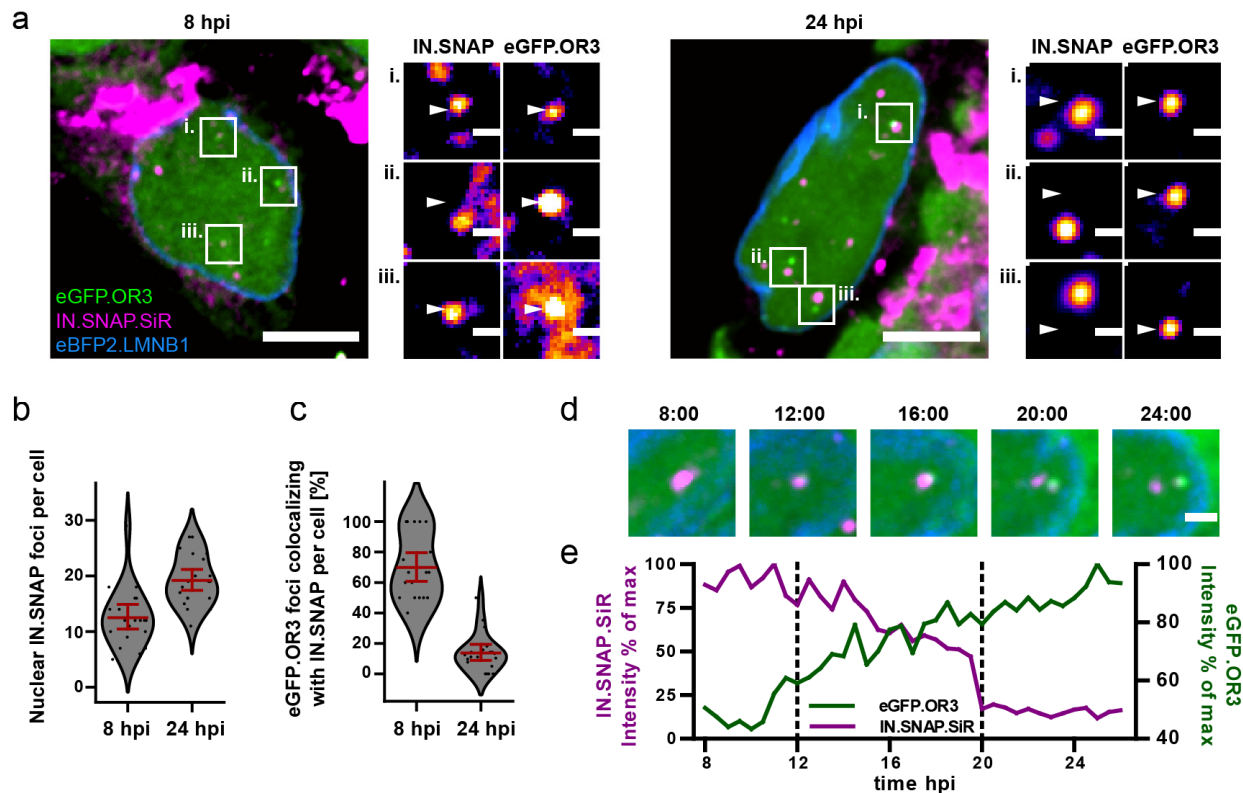 a
8 hpi
24 hpi
IN.SNAP eGFP.OR3
IN.SNAP eGFP.OR3
i.
ii.
iii.
eGFP.OR3
IN.SNAP.SiR
eBFP2.LMNB1
i.
ii.
iii.
i.
ii.
iii.
i.
ii.
iii.
b
Nuclear IN.SNAP foci per cell
30
20
10
0
8 hpi 24 hpi
c
eGFP.OR3 foci colocalizing
with IN.SNAP per cell [%]
100
80
60
40
20
0
8 hpi 24 hpi
d
8:00 12:00 16:00 20:00 24:00
e
IN.SNAP.SiR
Intensity % of max
100
75
50
25
0
eGFP.OR3
IN.SNAP.SiR
8 12 16 20 24
time hpi
100
80
60
40
eGFP.OR3
Intensity % of max